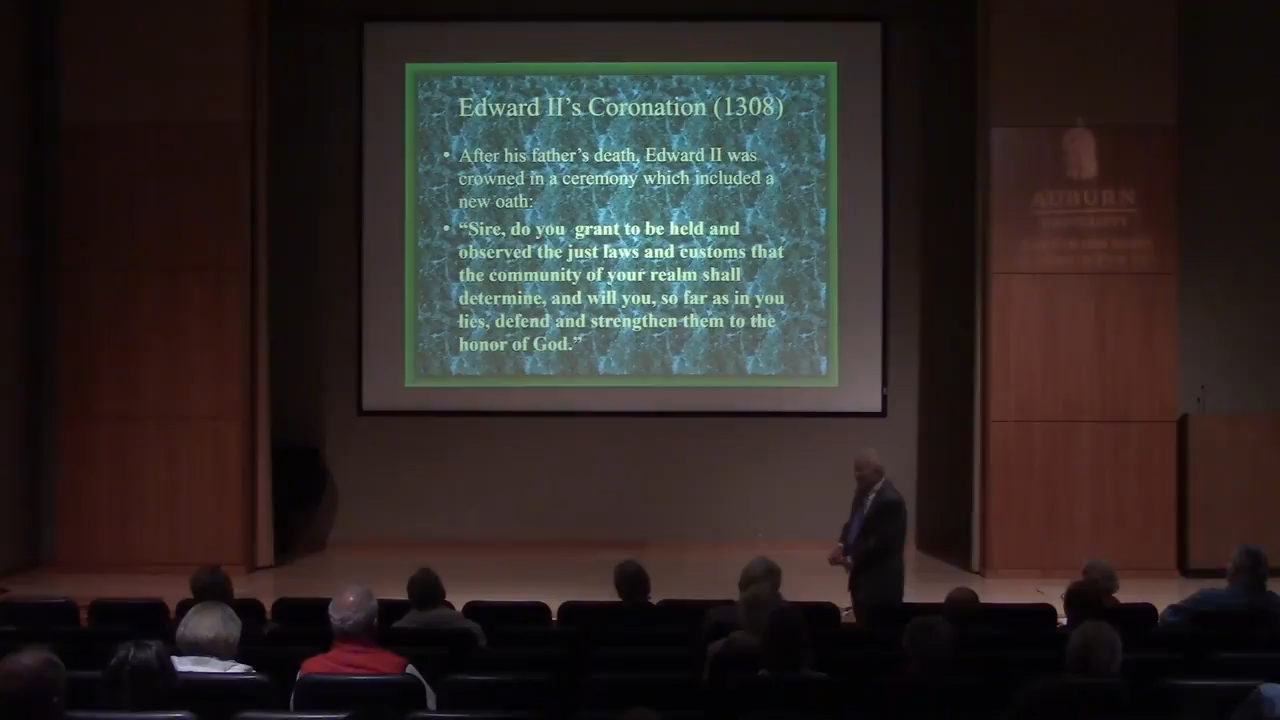 Edward II's Coronation (1308)
• After his father's death, Edward II was
crowned in a ceremony which included a
new oath:
• “Sire, do you grant to be held and
observed the just laws and customs that
the community of your realm shall
determine, and will you, so far as in you
lies, defend and strengthen them to the
honor of God.”
AUBURN
UNIVERSITY